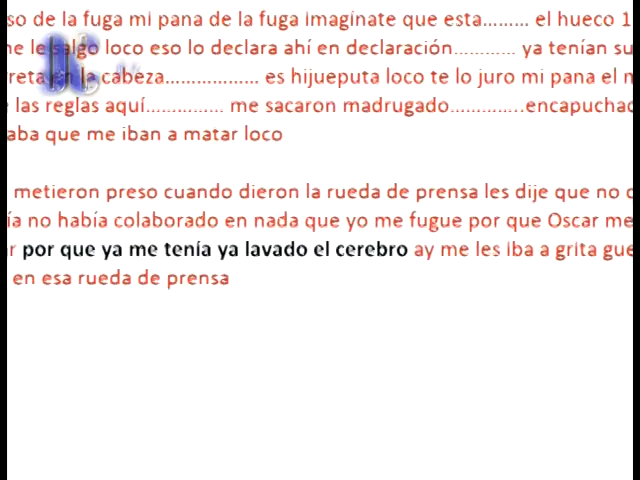 so de la fuga mi pana de la fuga imagínate que esta......... el hueco 1
le salgo loco eso lo declara ahí en declaración............ ya tenían su
en la cabeza.................. es hijueputa loco te lo juro mi pana el
las reglas aquí............... me sacaron madrugado..............encapuchad
aba que me iban a matar loco
metieron preso cuando dieron la rueda de prensa les dije que no
ía no había colaborado en nada que yo me fugue por que Oscar me
r por que ya me tenía ya lavado el cerebro ay me les iba a grita gue
en esa rueda de prensa